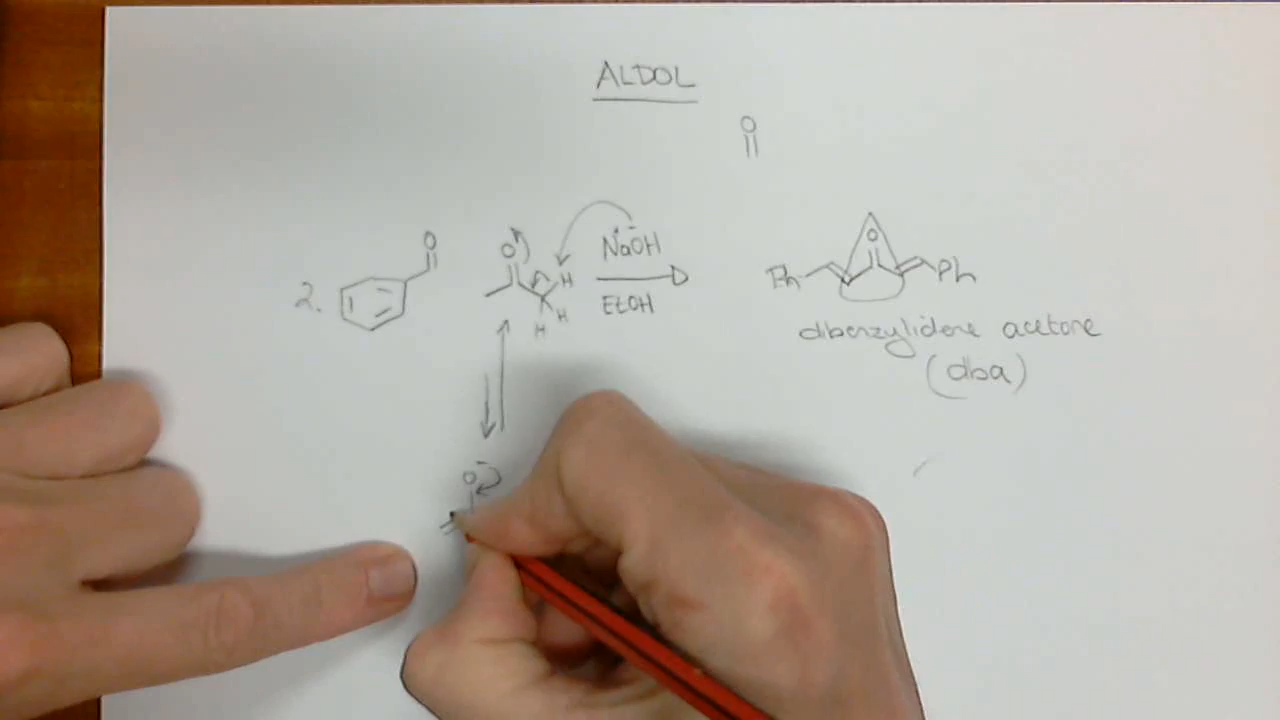 ALDOL
O
2. O O H H H NaOH EtOH Ph O Ph
dibenzylidene acetone
(dba)
O